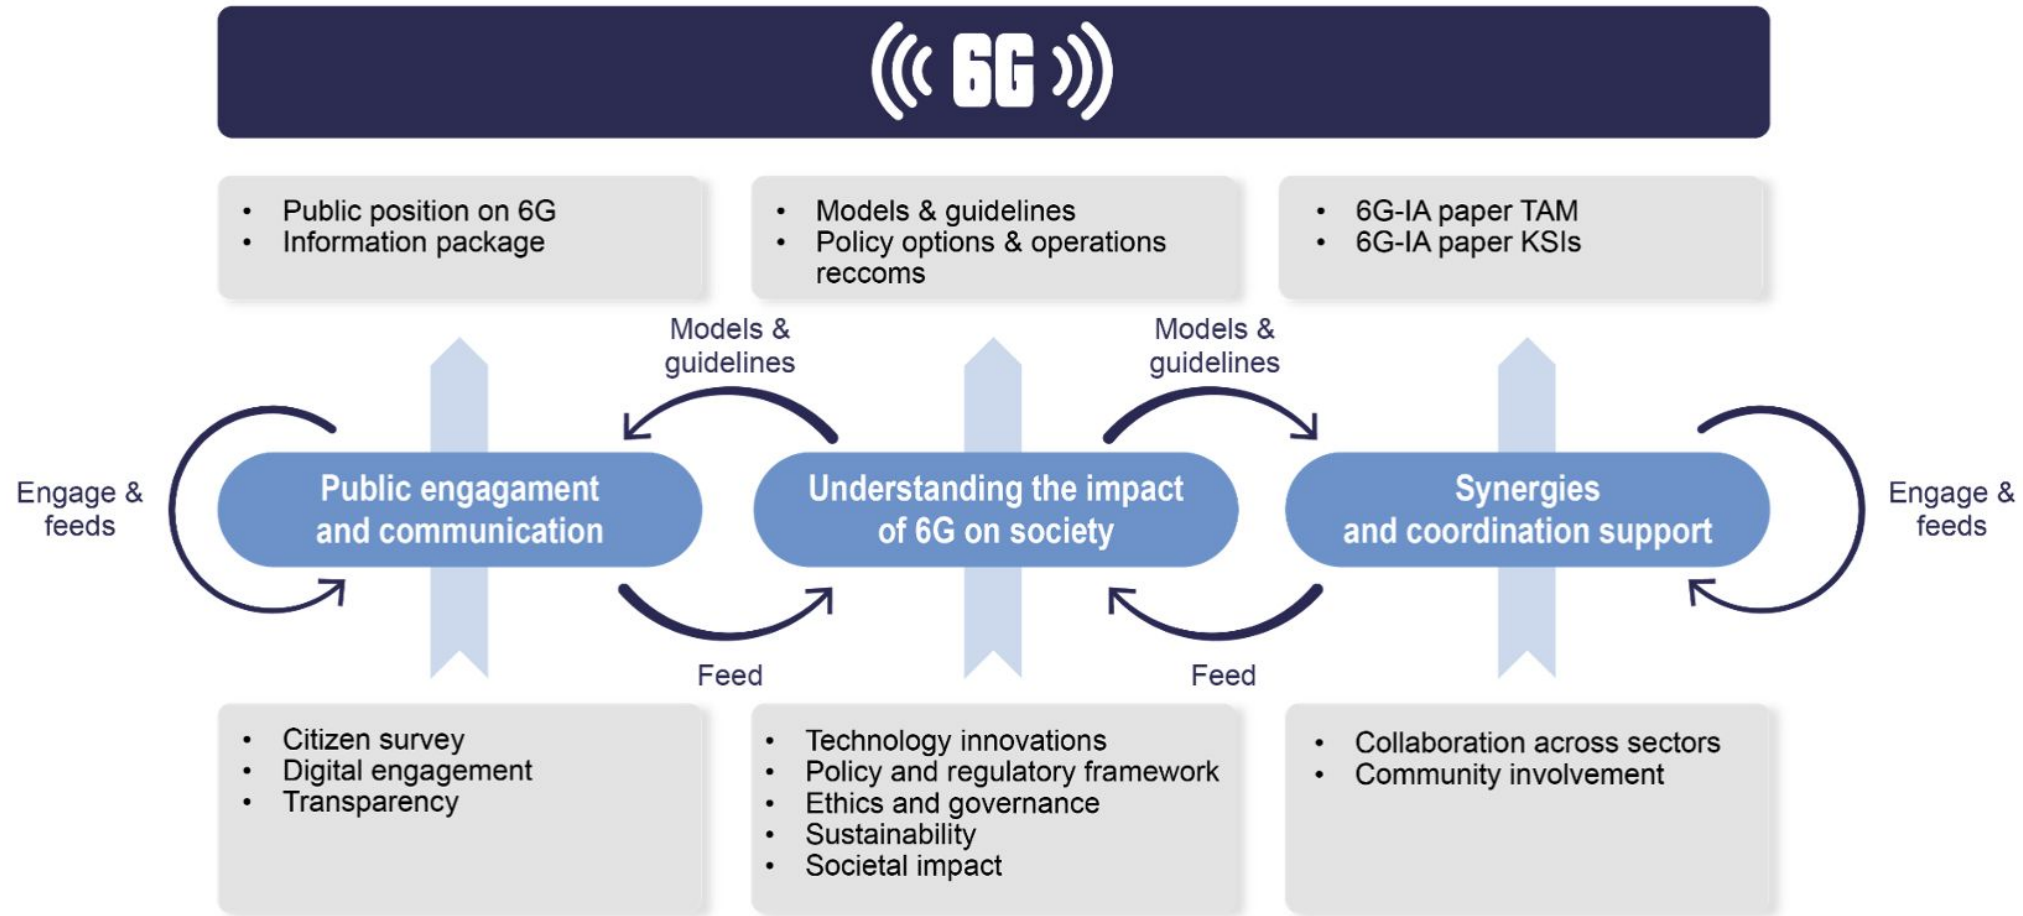 6G
• Public position on 6G
• Information package
• Models & guidelines
• Policy options & operations
reccoms
• 6G-IA paper TAM
• 6G-IA paper KSIs
Models &
guidelines
Models &
guidelines
Engage &
feeds
Public engagament
and communication
Understanding the impact
of 6G on society
Synergies
and coordination support
Engage &
feeds
Feed
Feed
• Citizen survey
• Digital engagement
• Transparency
• Technology innovations
• Policy and regulatory framework
• Ethics and governance
• Sustainability
• Societal impact
• Collaboration across sectors
• Community involvement